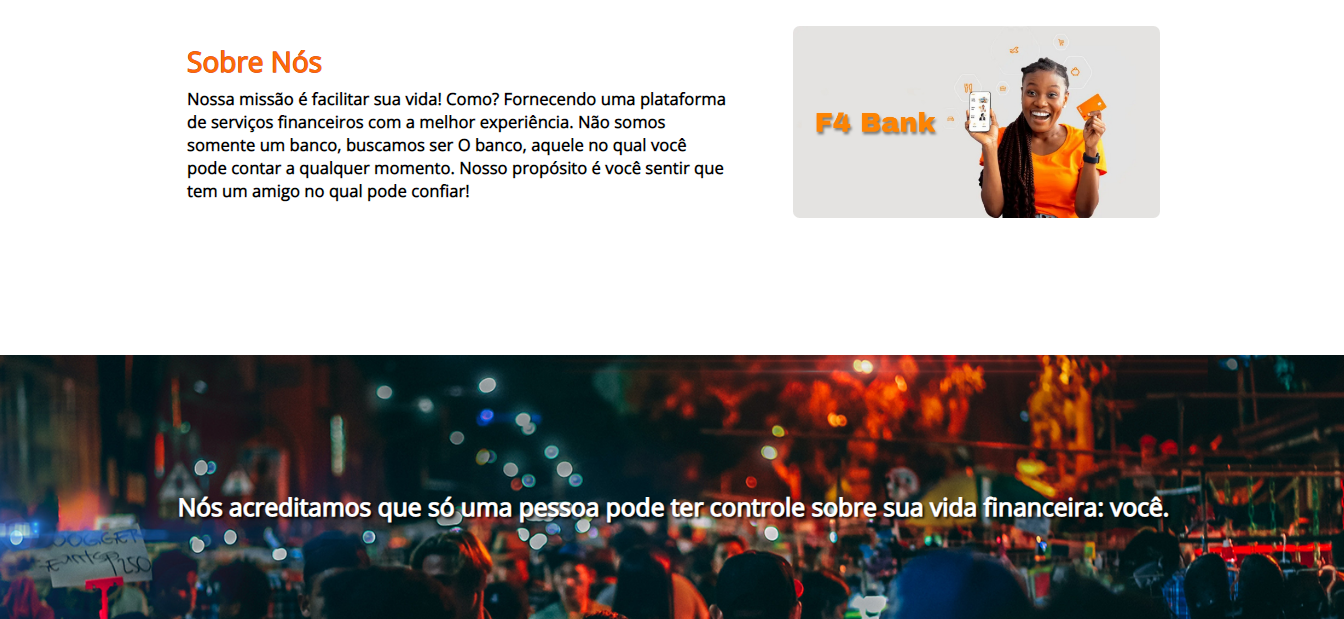 Sobre Nós
Nossa missão é facilitar sua vida! Como? Fornecendo uma plataforma
de serviços financeiros com a melhor experiência. Não somos
somente um banco, buscamos ser O banco, aquele no qual você
pode contar a qualquer momento. Nosso propósito é você sentir que
tem um amigo no qual pode confiar!
F4 Bank
Nós acreditamos que só uma pessoa pode ter controle sobre sua vida financeira: você.